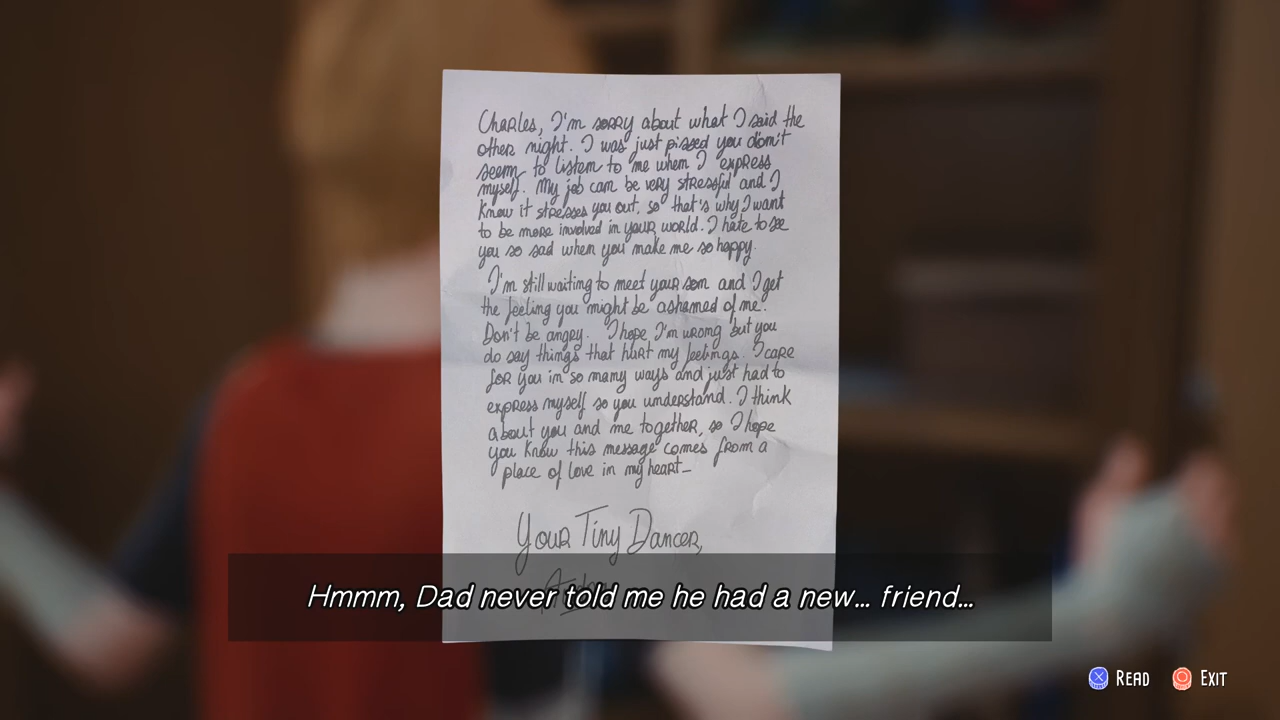 Charles, I'm sorry about what I said the
other night. I was just pissed you don't
seem to listen to me when I express
myself. My job can be very stressful and I
know it stresses you out, so that's why I want
to be more involved in your world. I hate to see
you so sad when you make me so happy.
I'm still waiting to meet your son and I get
the feeling you might be ashamed of me.
Don't be angry. I hope I'm wrong but you
do say things that hurt my feelings. I care
for you in so many ways and just had to
express myself so you understand. I think
about you and me together, so I hope
you know this message comes from a
place of love in my heart_
Your Tiny Dancer,
Hmmm, Dad never told me he had a new... friend...
READ EXIT